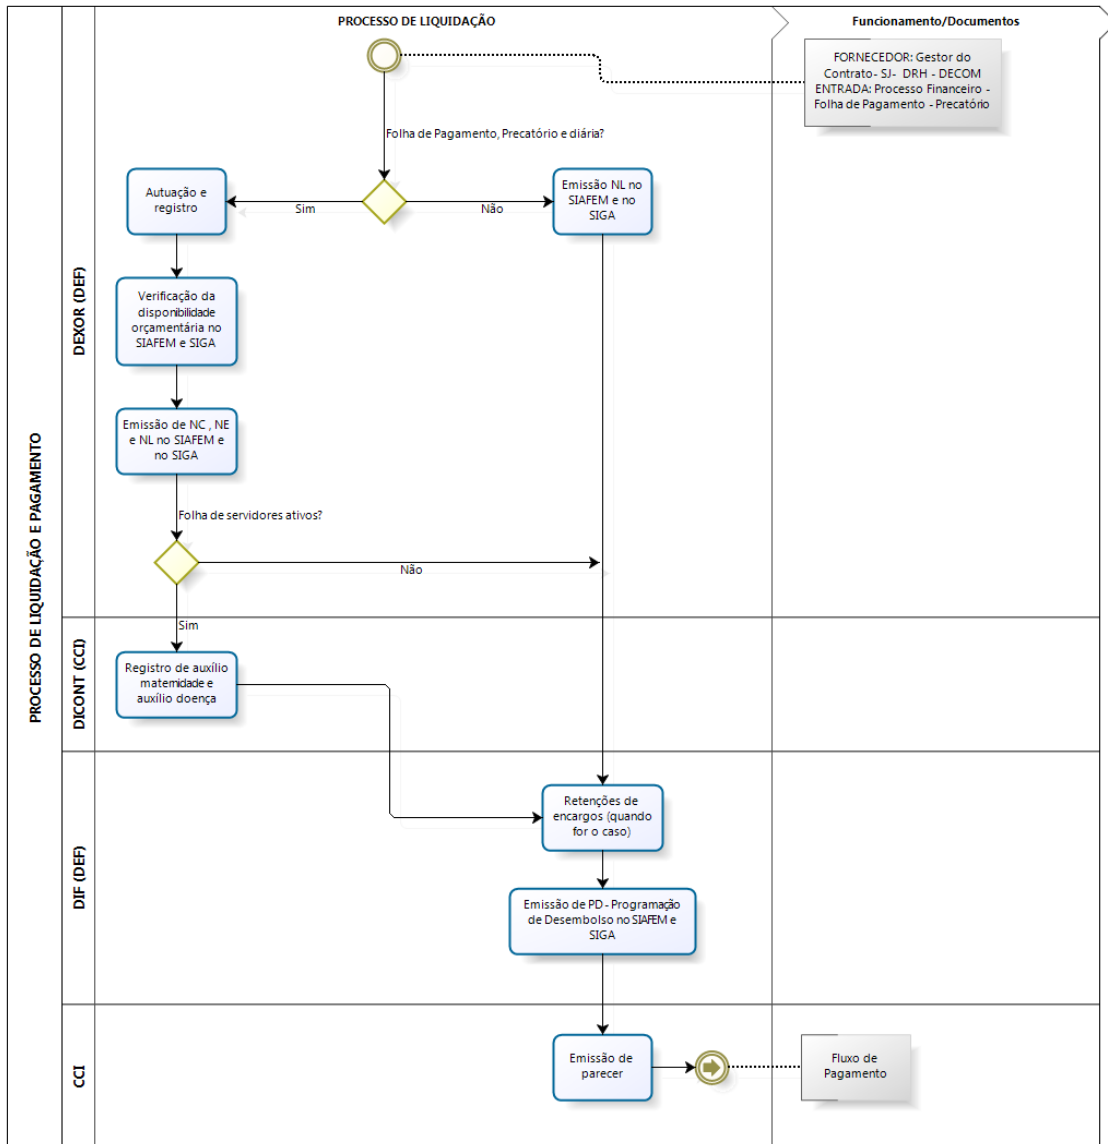 PROCESSO DE LIQUIDAÇÃO E PAGAMENTO
PROCESSO DE LIQUIDAÇÃO
Funcionamento/Documentos
DEXOR (DEF)
FORNECEDOR: Gestor do
Contrato- SJ- DRH - DECOM
ENTRADA: Processo Financeiro -
Folha de Pagamento - Precatório
Folha de Pagamento, Precatório e diária?
Autuação e
registro
Sim
Não
Emissão NL no
SIAFEM e no
SIGA
Verificação da
disponibilidade
orçamentária no
SIAFEM e SIGA
Emissão de NC , NE
e NL no SIAFEM e
no SIGA
Folha de servidores ativos?
Não
Sim
DICONT (CCI)
Registro de auxílio
maternidade e
auxílio doença
DIF (DEF)
Retenções de
encargos (quando
for o caso)
Emissão de PD- Programação
de Desembolso no SIAFEM e
SIGA
CCI
Emissão de
parecer
Fluxo de
Pagamento